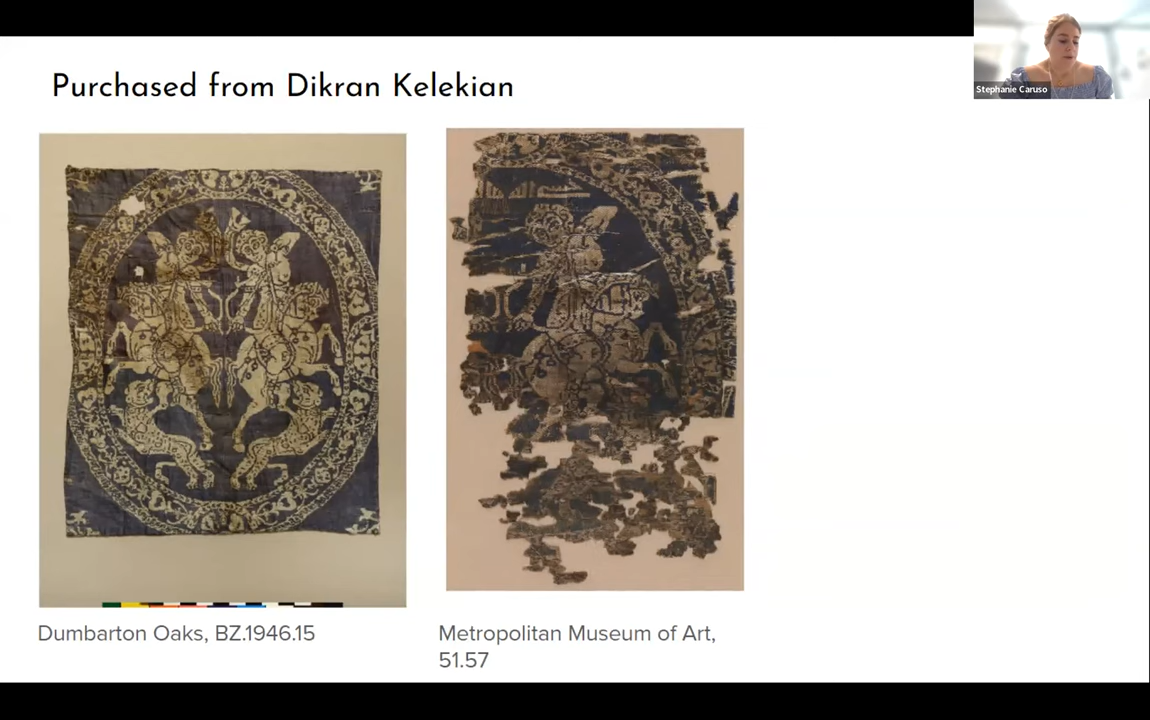 Purchased from Dikran Kelekian
Stephanie Caruso
Dumbarton Oaks, BZ.1946.15
Metropolitan Museum of Art,
51.57